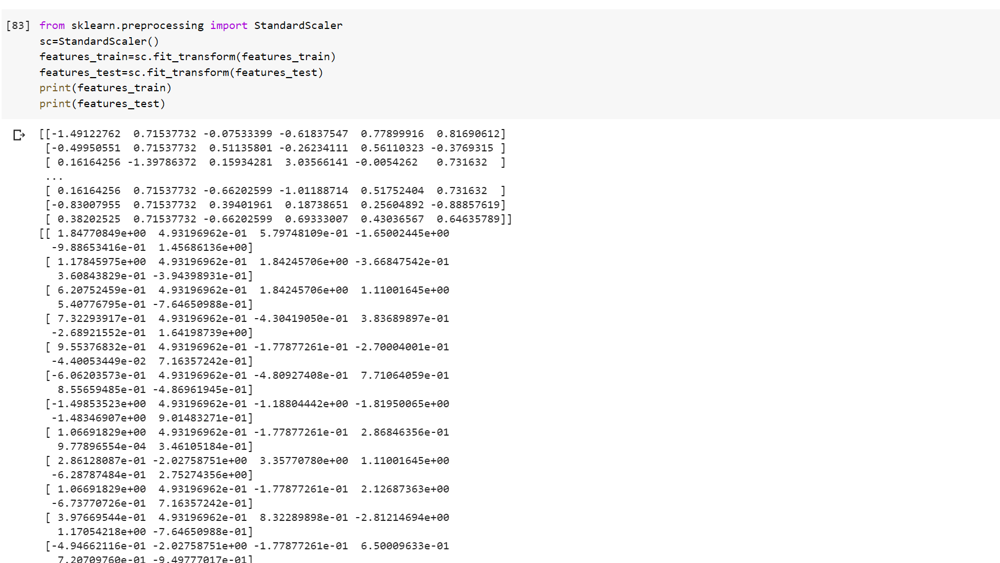 [83] from sklearn.preprocessing import StandardScaler
sc=StandardScaler()
features_train=sc.fit_transform(features_train)
features_test=sc.fit_transform(features_test)
print(features_train)
print(features_test)
[[-1.49122762  0.71537732 -0.07533399 -0.61837547  0.77899916  0.81690612]
[-0.49950551  0.71537732  0.51135801 -0.26234111  0.56110323 -0.3769315 ]
[ 0.16164256 -1.39786372  0.15934281  3.03566141 -0.0054262   0.731632  ]
...
[ 0.16164256  0.71537732 -0.66202599 -1.01188714  0.51752404  0.731632  ]
[-0.83007955  0.71537732  0.39401961  0.18738651  0.25604892 -0.88857619]
[ 0.38202525  0.71537732 -0.66202599  0.69333007  0.43036567  0.64635789]]
[[ 1.84770849e+00  4.93196962e-01  5.79748109e-01 -1.65002445e+00
-9.88653416e-01  1.45686136e+00]
[ 1.17845975e+00  4.93196962e-01  1.84245706e+00 -3.66847542e-01
3.60843829e-01 -3.94398931e-01]
[ 6.20752459e-01  4.93196962e-01  1.84245706e+00  1.11001645e+00
5.40776795e-01 -7.64650988e-01]
[ 7.32293917e-01  4.93196962e-01 -4.30419050e-01  3.83689897e-01
-2.68921552e-01  1.64198739e+00]
[ 9.55376832e-01  4.93196962e-01 -1.77877261e-01 -2.70004001e-01
-4.40053449e-02  7.16357242e-01]
[-6.06203573e-01  4.93196962e-01 -4.80927408e-01  7.71064059e-01
8.55659485e-01 -4.86961945e-01]
[-1.49853523e+00  4.93196962e-01 -1.18804442e+00 -1.81950065e+00
-1.48346907e+00  9.01483271e-01]
[ 1.06691829e+00  4.93196962e-01 -1.77877261e-01  2.86846356e-01
9.77896554e-04  3.46105184e-01]
[ 2.86128087e-01 -2.02758751e+00  3.35770780e+00  1.11001645e+00
-6.28787484e-01  2.75274356e+00]
[ 1.06691829e+00  4.93196962e-01 -1.77877261e-01  2.12687363e+00
-6.73770726e-01  7.16357242e-01]
[ 3.97669544e-01  4.93196962e-01  8.32289898e-01 -2.81214694e+00
1.17054218e+00 -7.64650988e-01]
[-4.94662116e-01 -2.02758751e+00 -1.77877261e-01  6.50009633e-01
7.20709760e-01 -9.49777017e-01]